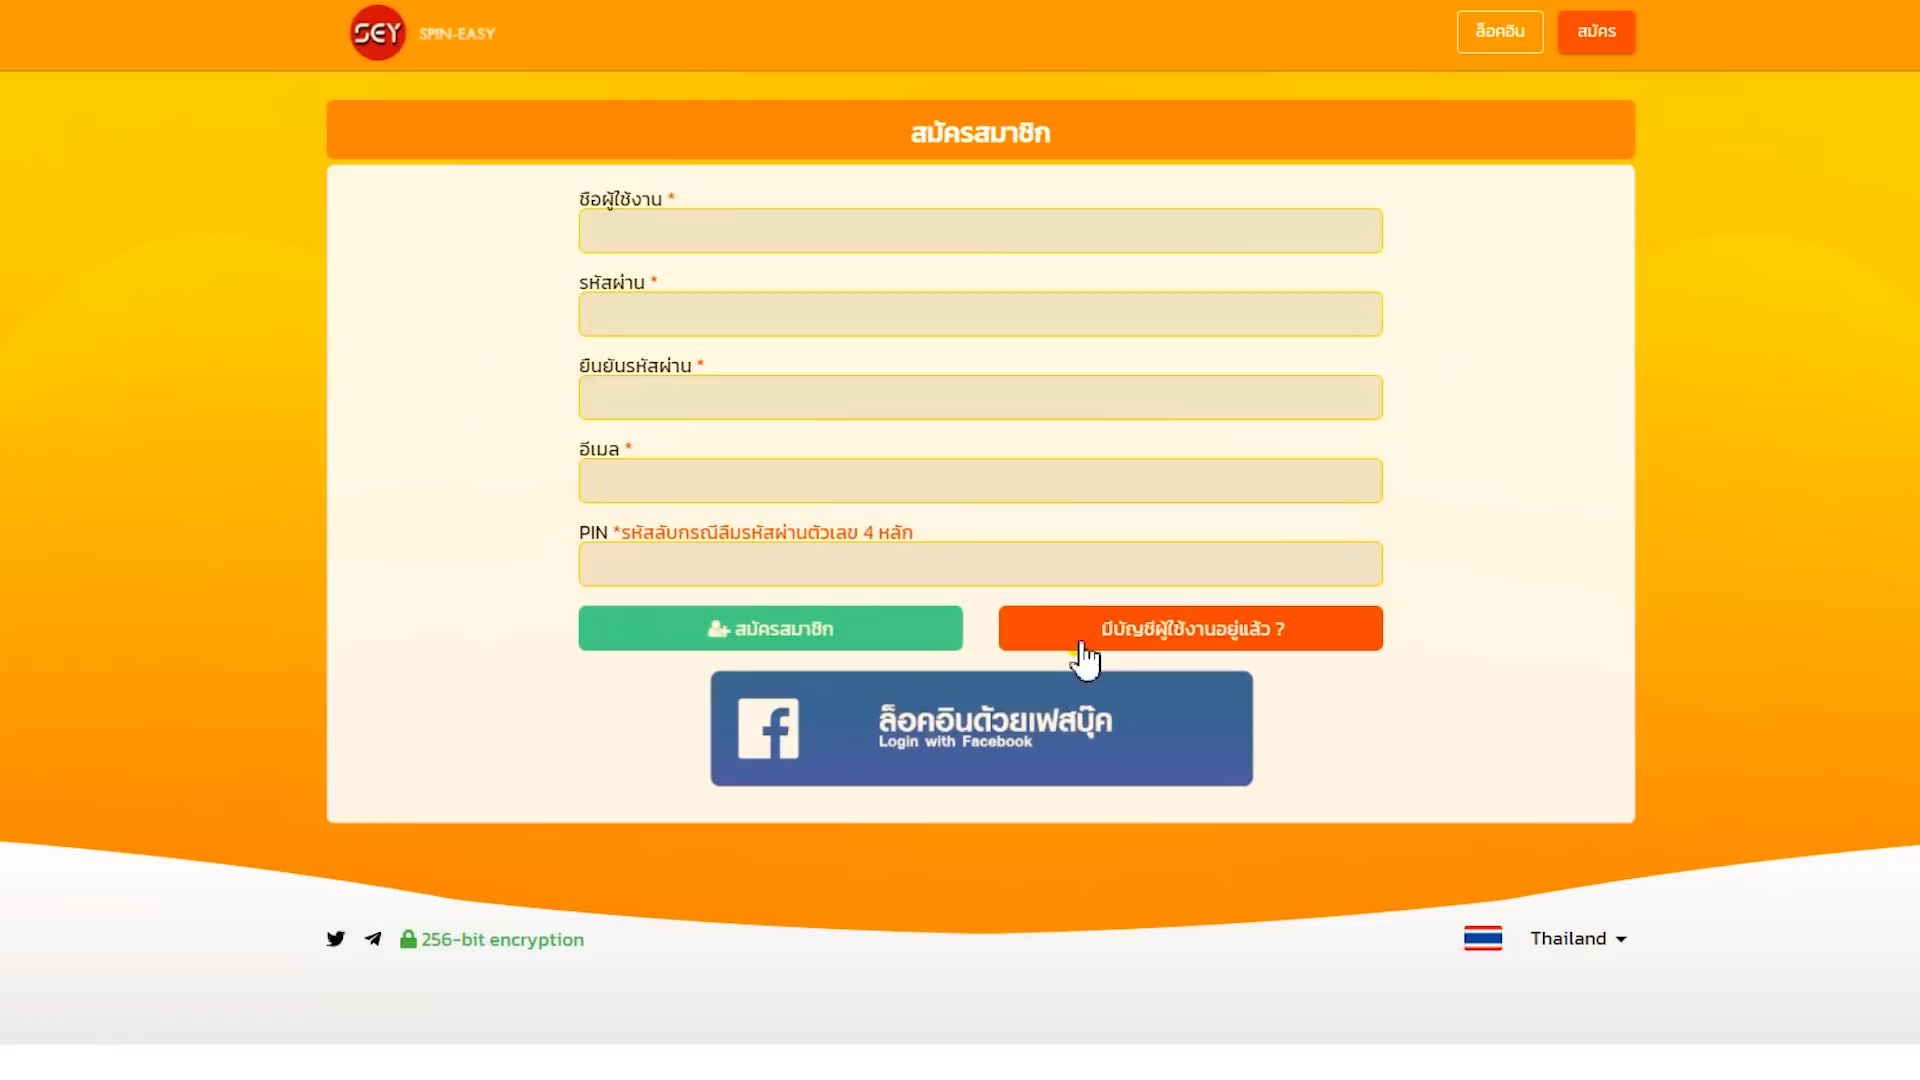 SEY SPIN-EASY
ล็อคอิน
สมัคร
สมัครสมาชิก
ชือผู้ใช้งาน *
รหัสผ่าน *
ยืนยันรหัสผ่าน *
อีเมล *
PIN *รหัสลับกรณีลืมรหัสผ่านตัวเลข 4 หลัก
สมัครสมาชิก
มีบัญชีผู้ใช้งานอยู่แล้ว ?
ล็อคอินด้วยเฟสบุ๊ค
Login with Facebook
256-bit encryption
Thailand